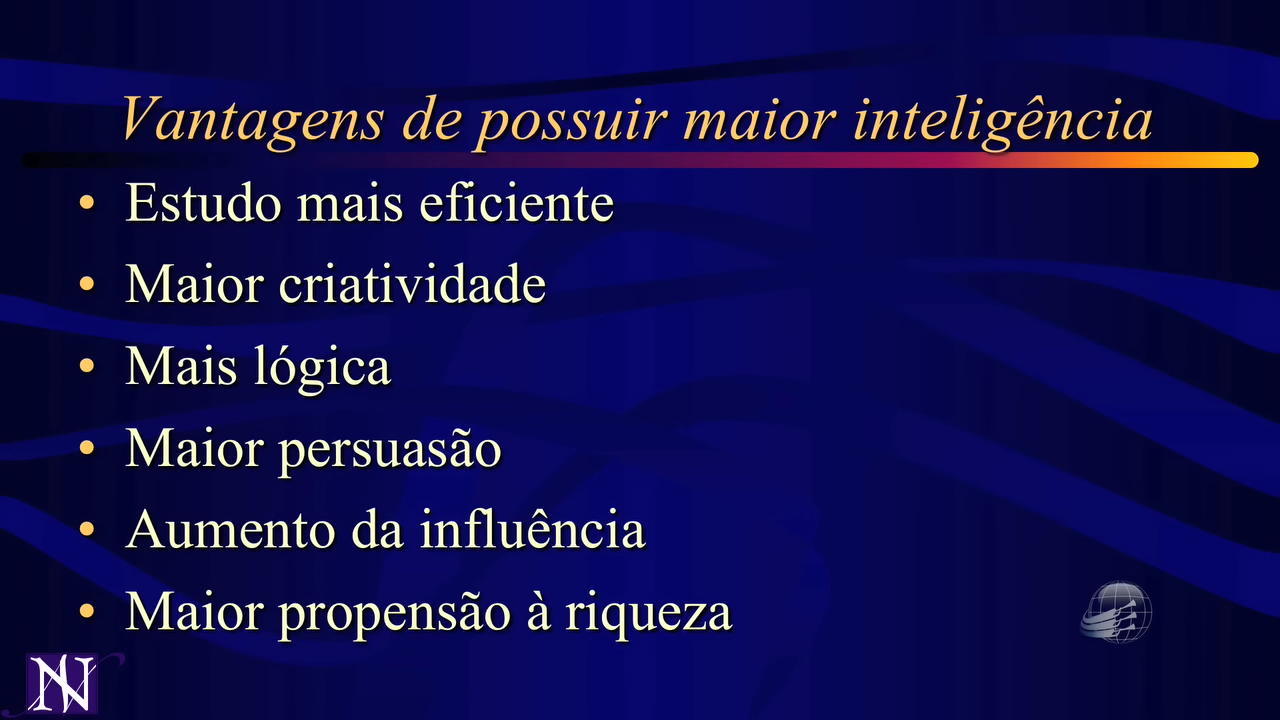 Vantagens de possuir maior inteligência
• Estudo mais eficiente
• Maior criatividade
• Mais lógica
• Maior persuasão
• Aumento da influência
• Maior propensão à riqueza
N